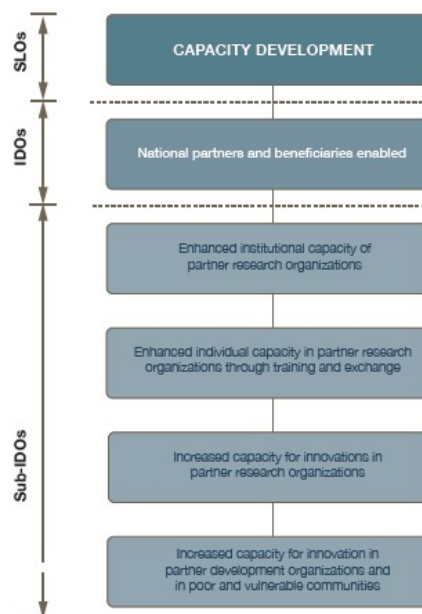 SLOs
CAPACITY DEVELOPMENT
IDOs
National partners and beneficiaries enabled
Sub-IDOs
Enhanced institutional capacity of
partner research organizations
Enhanced individual capacity in partner research
organizations through training and exchange
Increased capacity for innovations in
partner research organizations
Increased capacity for innovation in
partner development organizations and
in poor and vulnerable communities